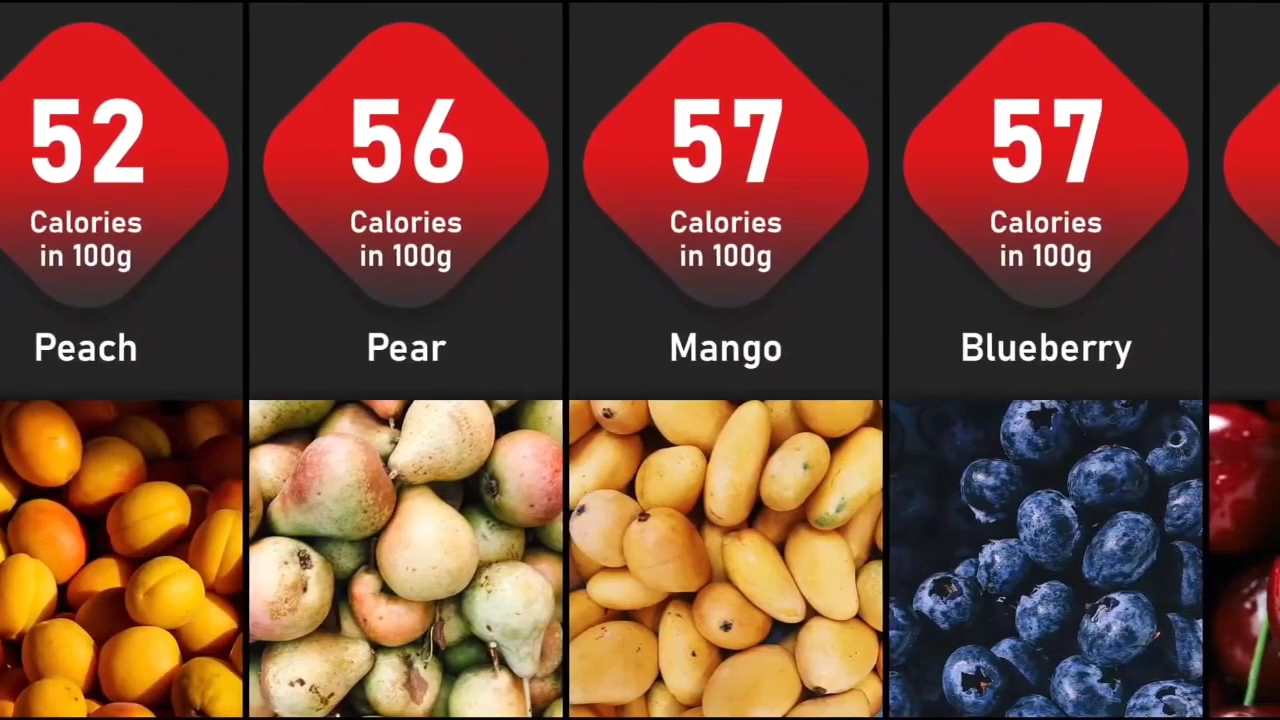 52
Calories
in 100g
Peach
56
Calories
in 100g
Pear
57
Calories
in 100g
Mango
57
Calories
in 100g
Blueberry